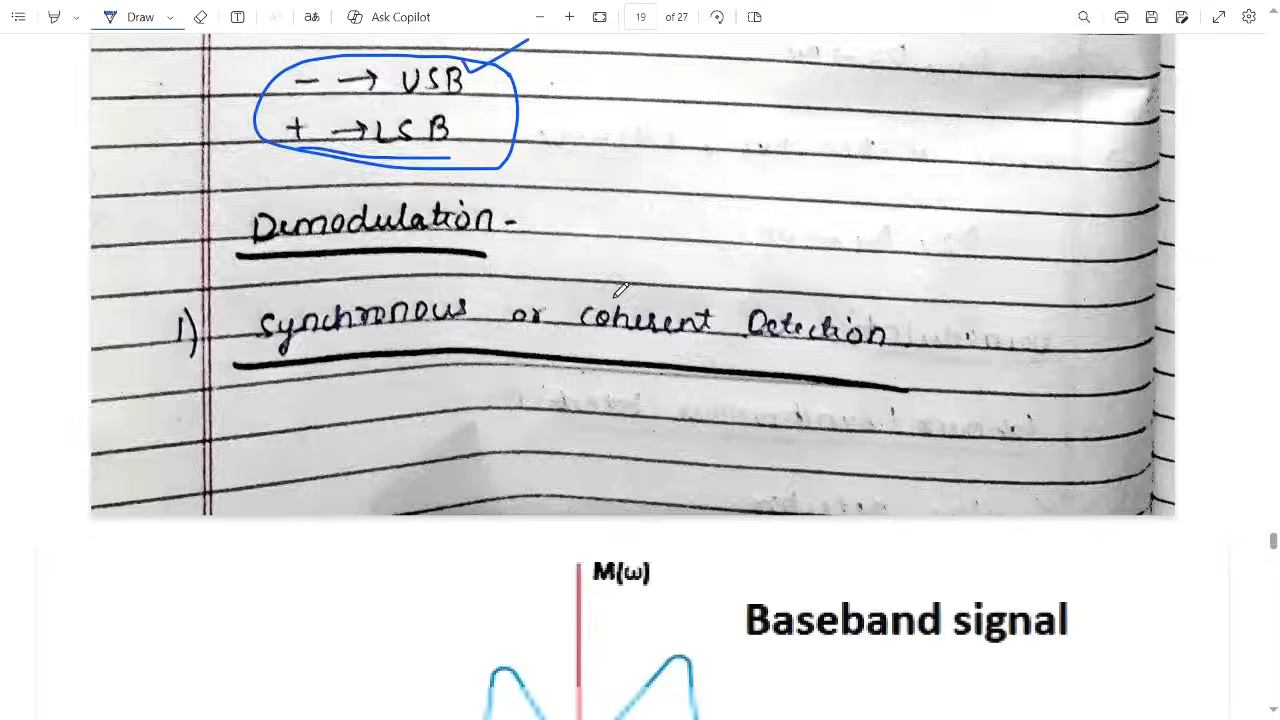 Draw
Ask Copilot
19 of 27
- → USB
+ → LSB
Demodulation -
1) Synchronous or Coherent Detection
M(ω)
Baseband signal